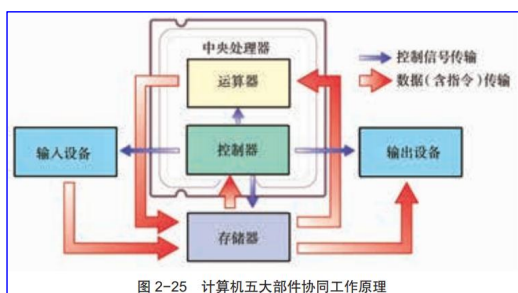 中央处理器
运算器
控制信号传输
数据(含指令)传输
输入设备
控制器
输出设备
存储器
图 2-25 计算机五大部件协同工作原理